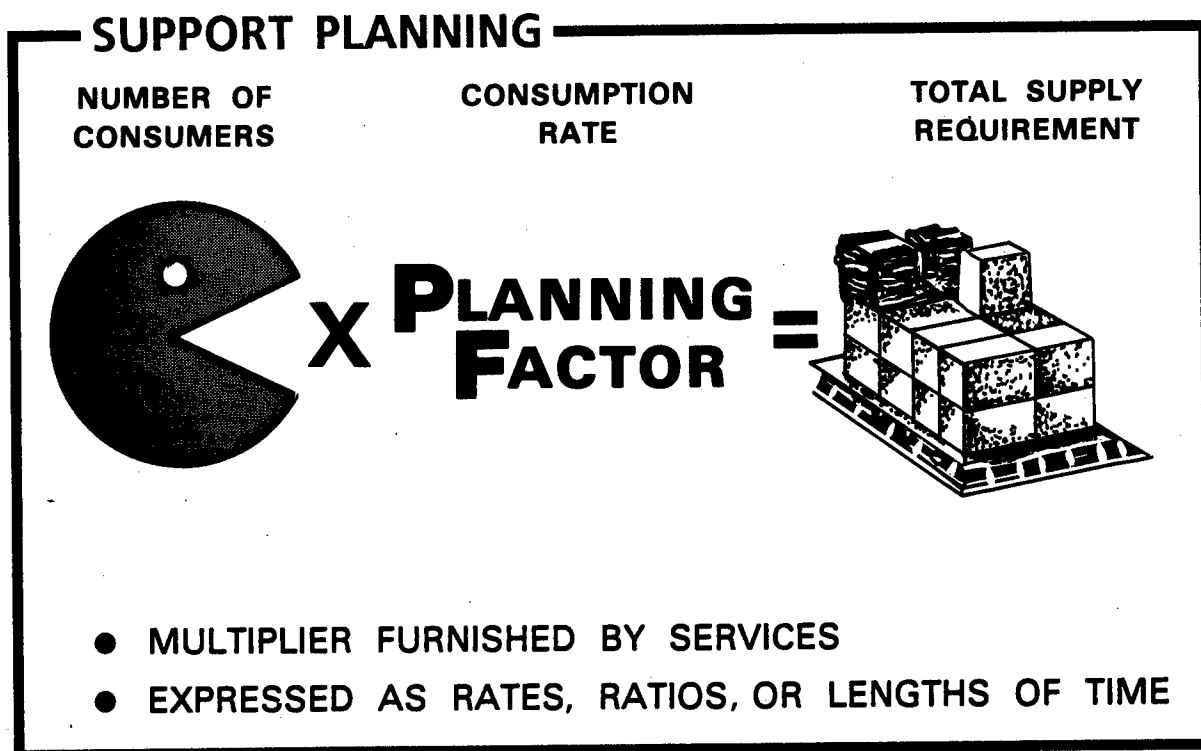 SUPPORT PLANNING
NUMBER OF
CONSUMERS
CONSUMPTION
RATE
TOTAL SUPPLY
REQUIREMENT
X
PLANNING
FACTOR
=
● MULTIPLIER FURNISHED BY SERVICES
● EXPRESSED AS RATES, RATIOS, OR LENGTHS OF TIME